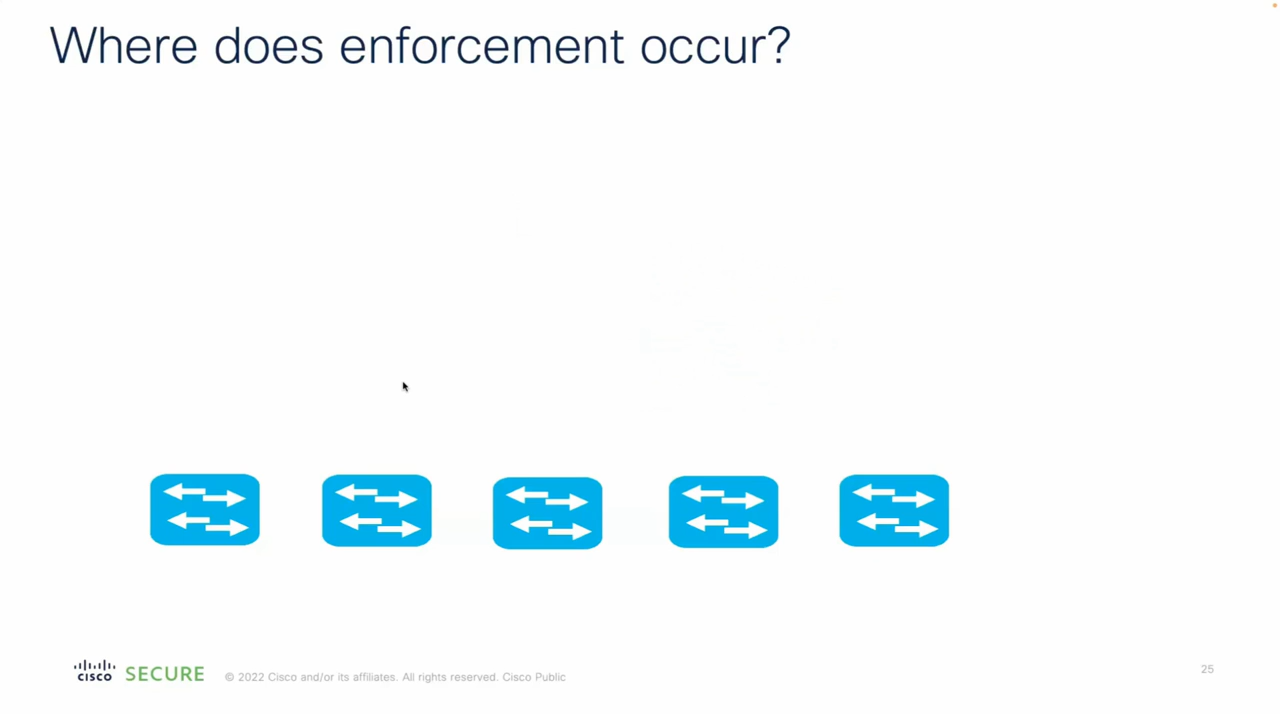 Where does enforcement occur?
cisco SECURE © 2022 Cisco and/or its affiliates. All rights reserved. Cisco Public
25